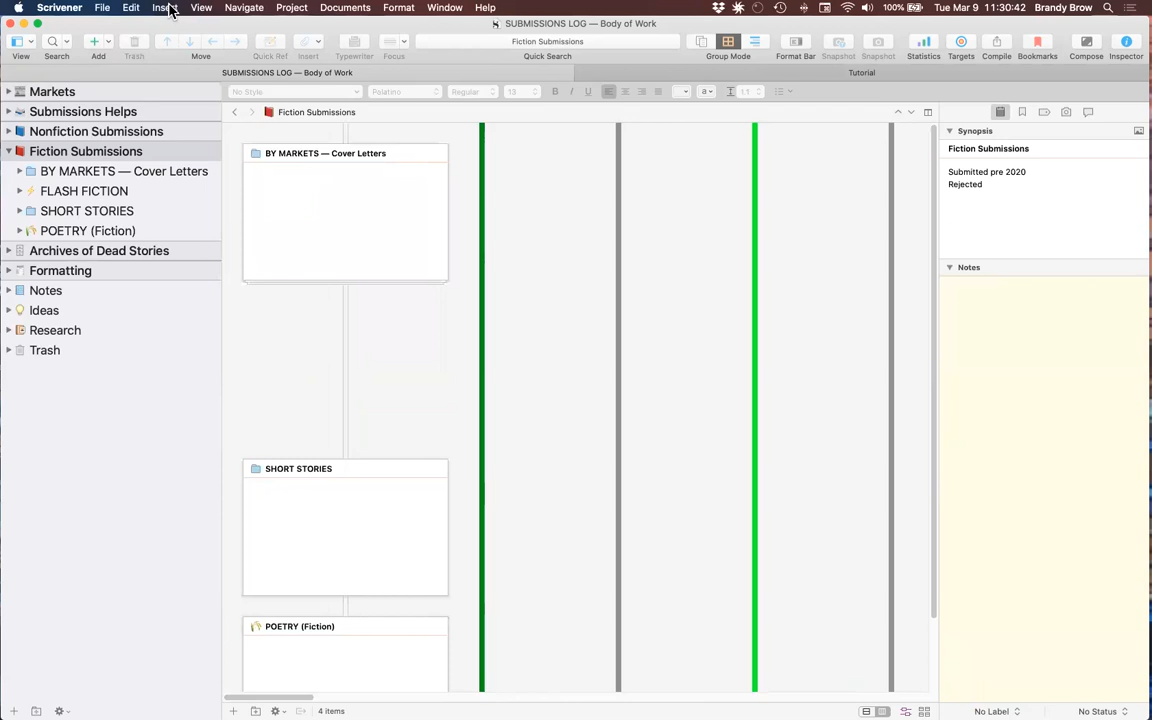 Scrivener File Edit Insert View Navigate Project Documents Format Window Help 100% Tue Mar 9 11:30:42 Brandy Brow
SUBMISSIONS LOG — Body of Work
Fiction Submissions
View Search Add Trash Move Quick Ref Insert Typewriter Focus Quick Search Group Mode Format Bar Snapshot Snapshot Statistics Targets Compile Bookmarks Compose Inspector
SUBMISSIONS LOG — Body of Work Tutorial
No Style Palatino Regular 13 B I U a 1.1
Fiction Submissions
Markets
Submissions Helps
Nonfiction Submissions
Fiction Submissions
BY MARKETS — Cover Letters
FLASH FICTION
SHORT STORIES
POETRY (Fiction)
Archives of Dead Stories
Formatting
Notes
Ideas
Research
Trash
BY MARKETS — Cover Letters
SHORT STORIES
POETRY (Fiction)
Synopsis
Fiction Submissions
Submitted pre 2020
Rejected
Notes
4 items
No Label No Status